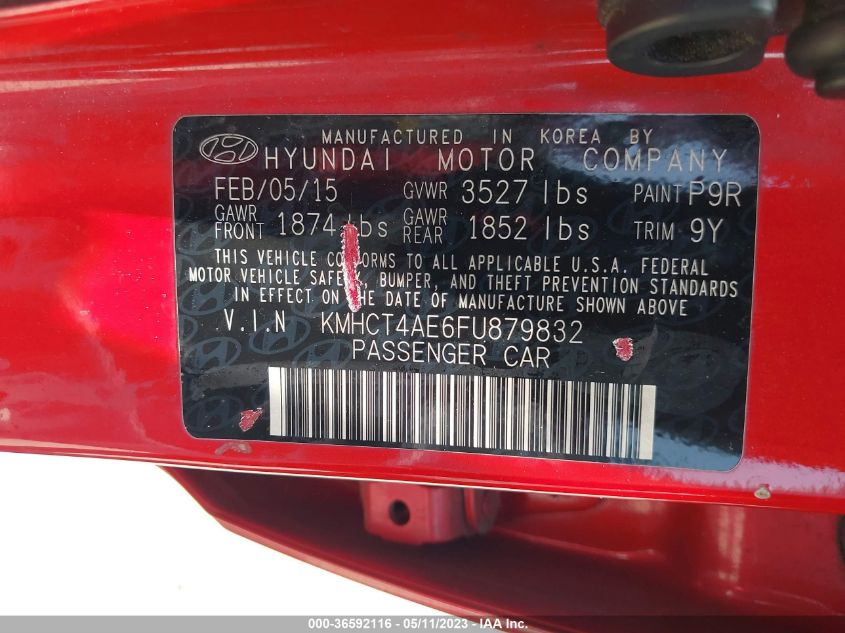 MANUFACTURED IN KOREA BY
HYUNDAI MOTOR COMPANY
FEB/05/15 GVWR 3527 lbs PAINT P9R
GAWR FRONT 1874 lbs GAWR REAR 1852 lbs TRIM 9Y
THIS VEHICLE CONFORMS TO ALL APPLICABLE U.S.A. FEDERAL
MOTOR VEHICLE SAFETY, BUMPER, AND THEFT PREVENTION STANDARDS
IN EFFECT ON THE DATE OF MANUFACTURE SHOWN ABOVE
V.I.N KMHCT4AE6FU879832
PASSENGER CAR
000-36592116 - 05/11/2023 - IAAI.COM